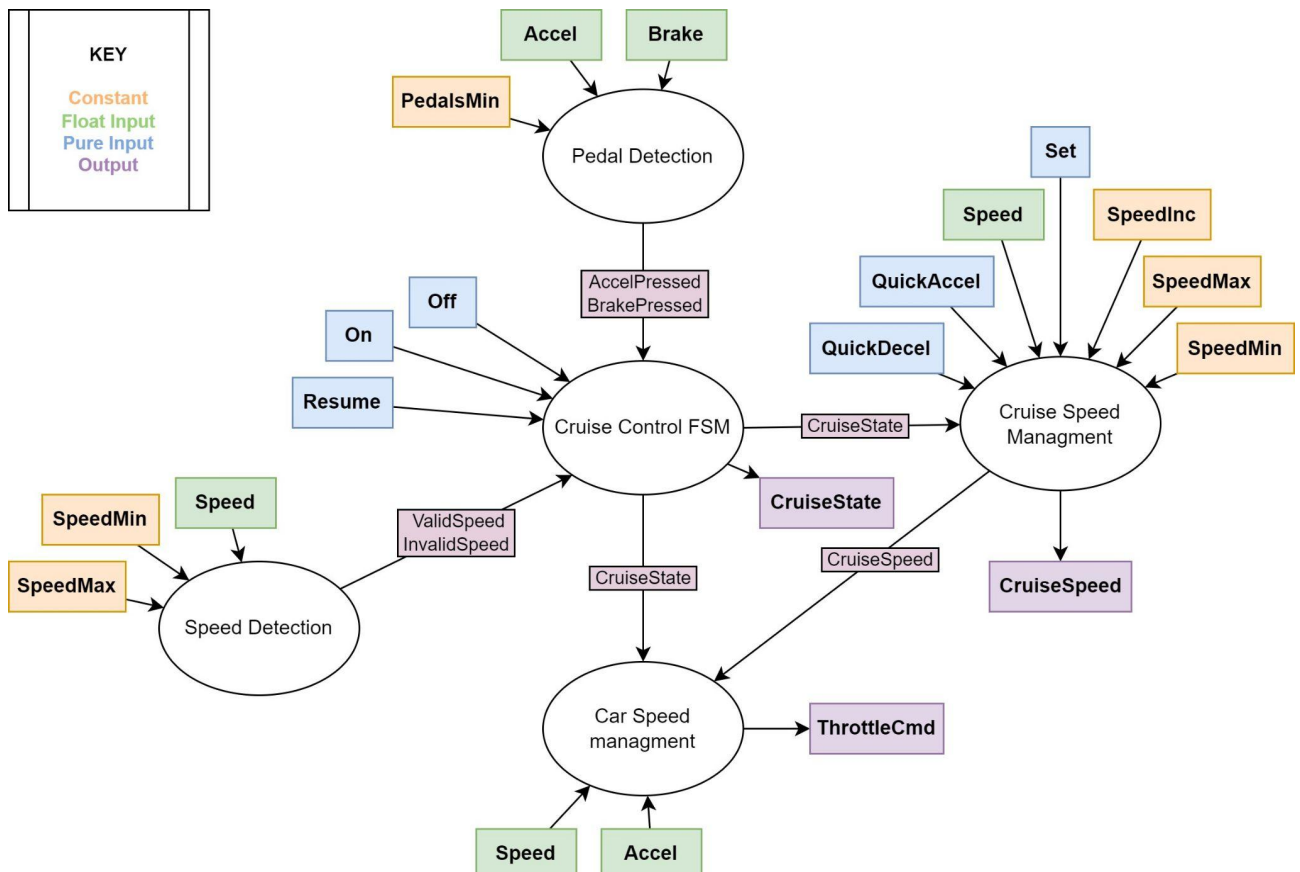 KEY
Constant
Float Input
Pure Input
Output
Accel
Brake
PedalsMin
Pedal Detection
AccelPressed
BrakePressed
Off
On
Resume
Cruise Control FSM
CruiseState
CruiseState
Set
Speed
SpeedInc
QuickAccel
SpeedMax
QuickDecel
SpeedMin
Cruise Speed
Managment
CruiseSpeed
CruiseSpeed
Speed
SpeedMin
SpeedMax
Speed Detection
ValidSpeed
InvalidSpeed
CruiseState
Car Speed
managment
ThrottleCmd
Speed
Accel